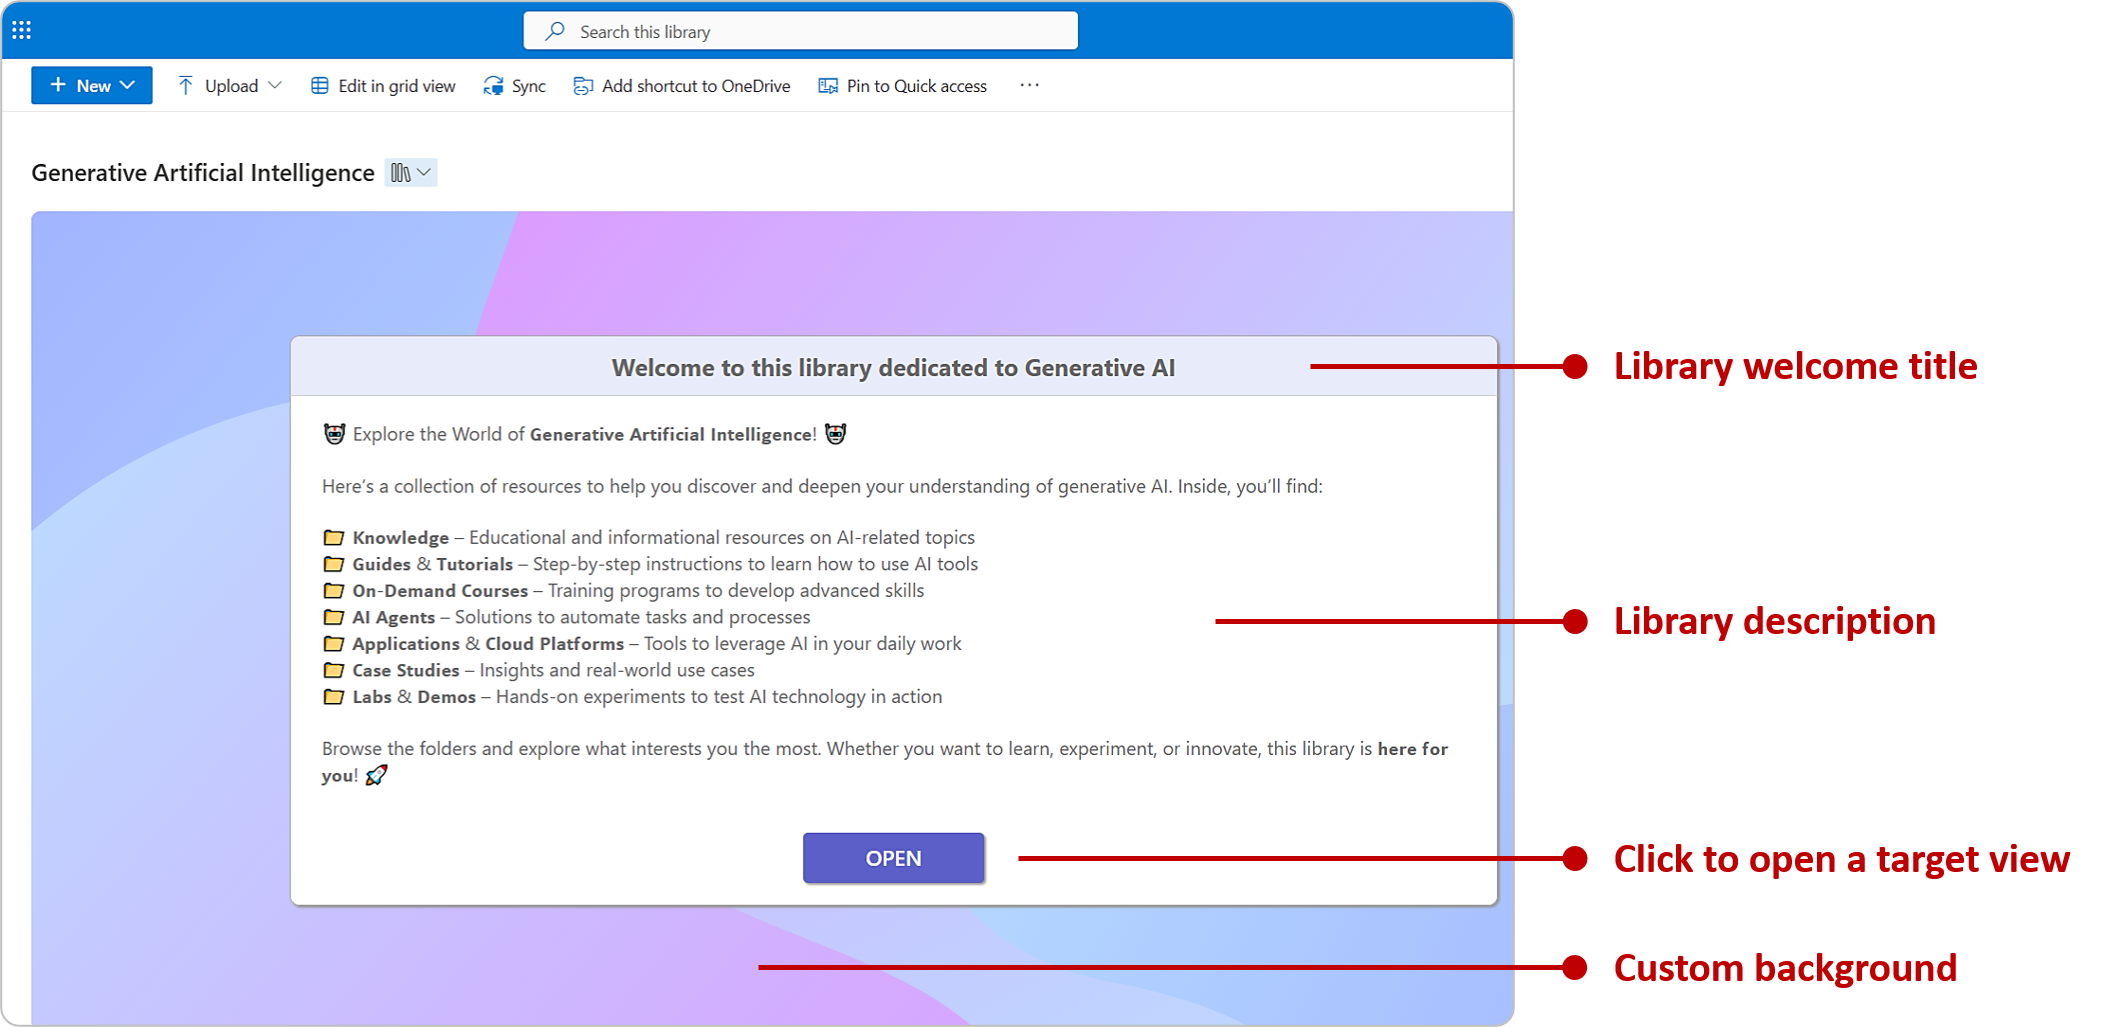 Search this library
New
Upload
Edit in grid view
Sync
Add shortcut to OneDrive
Pin to Quick access
Generative Artificial Intelligence
Welcome to this library dedicated to Generative AI
Library welcome title
Explore the World of Generative Artificial Intelligence!
Here’s a collection of resources to help you discover and deepen your understanding of generative AI. Inside, you’ll find:
Knowledge – Educational and informational resources on AI-related topics
Guides & Tutorials – Step-by-step instructions to learn how to use AI tools
On-Demand Courses – Training programs to develop advanced skills
AI Agents – Solutions to automate tasks and processes
Library description
Applications & Cloud Platforms – Tools to leverage AI in your daily work
Case Studies – Insights and real-world use cases
Labs & Demos – Hands-on experiments to test AI technology in action
Browse the folders and explore what interests you the most. Whether you want to learn, experiment, or innovate, this library is here for
you!
OPEN
Click to open a target view
Custom background